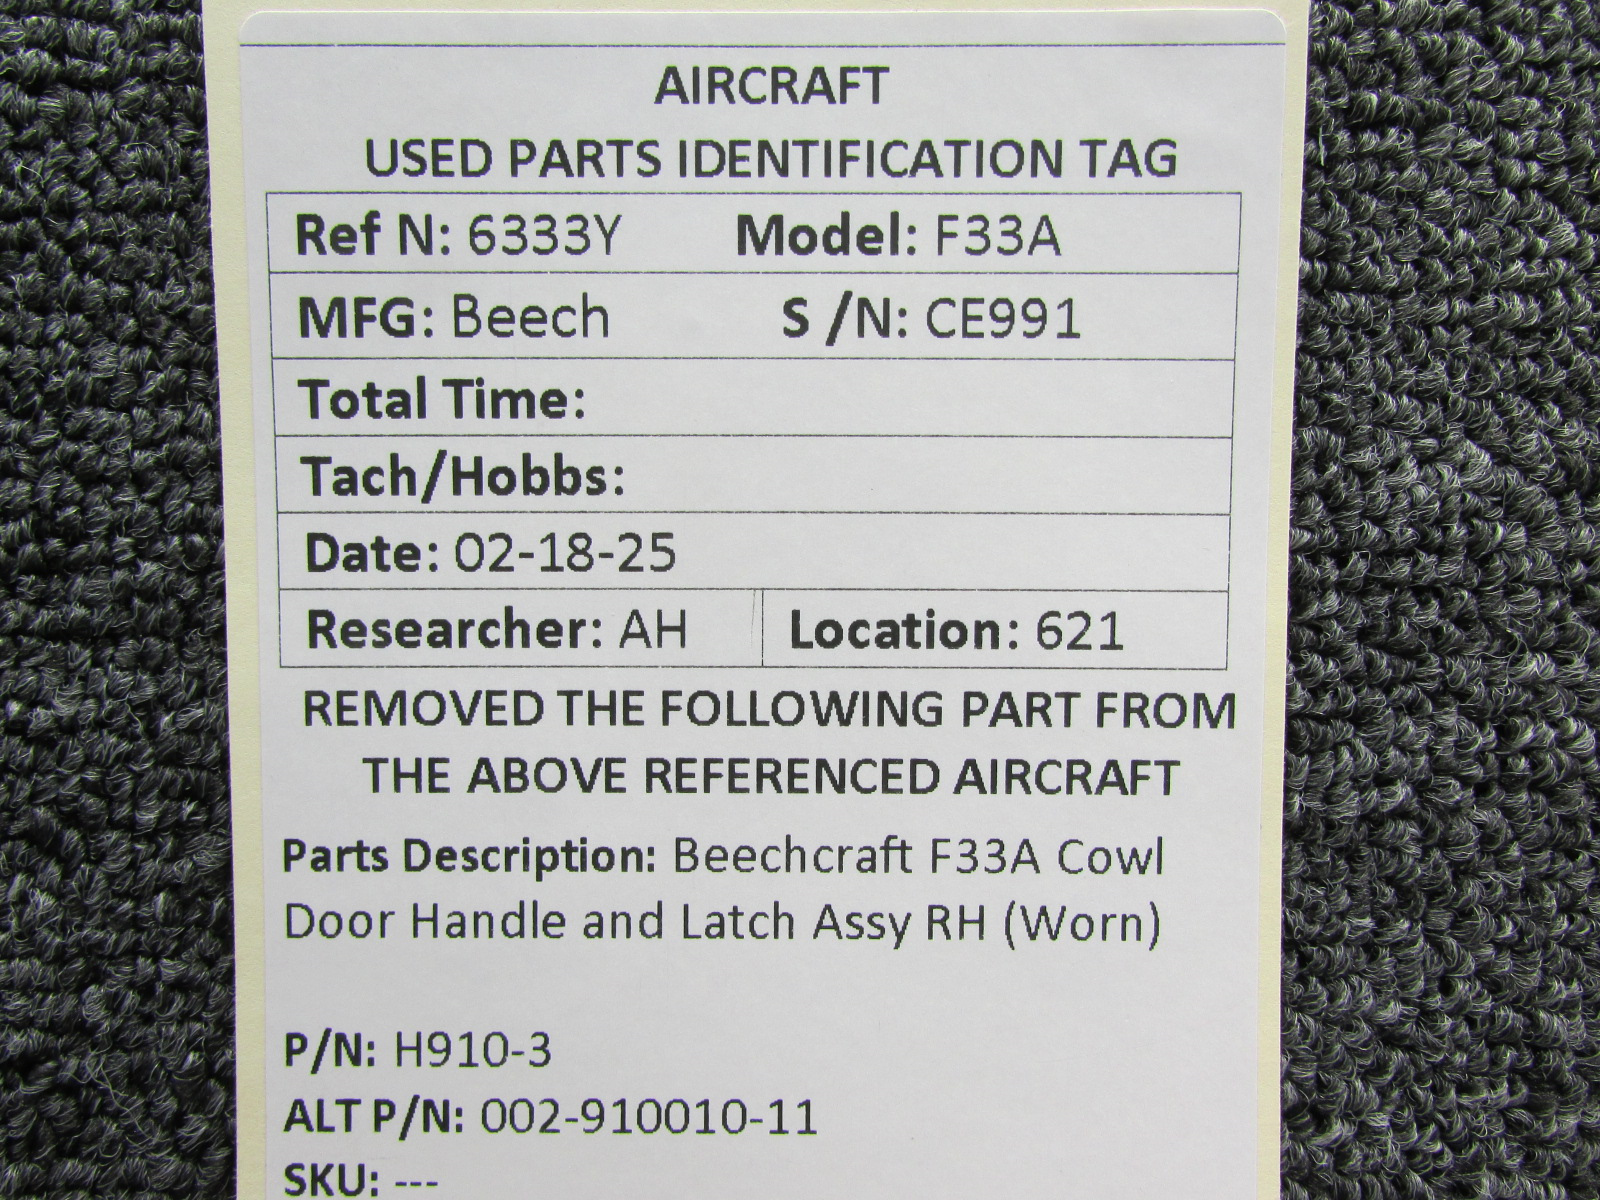 AIRCRAFT
USED PARTS IDENTIFICATION TAG
Ref N: 6333Y Model: F33A
MFG: Beech S /N: CE991
Total Time:
Tach/Hobbs:
Date: 02-18-25
Researcher: AH Location: 621
REMOVED THE FOLLOWING PART FROM
THE ABOVE REFERENCED AIRCRAFT
Parts Description: Beechcraft F33A Cowl
Door Handle and Latch Assy RH (Worn)
P/N: H910-3
ALT P/N: 002-910010-11
SKU: ---